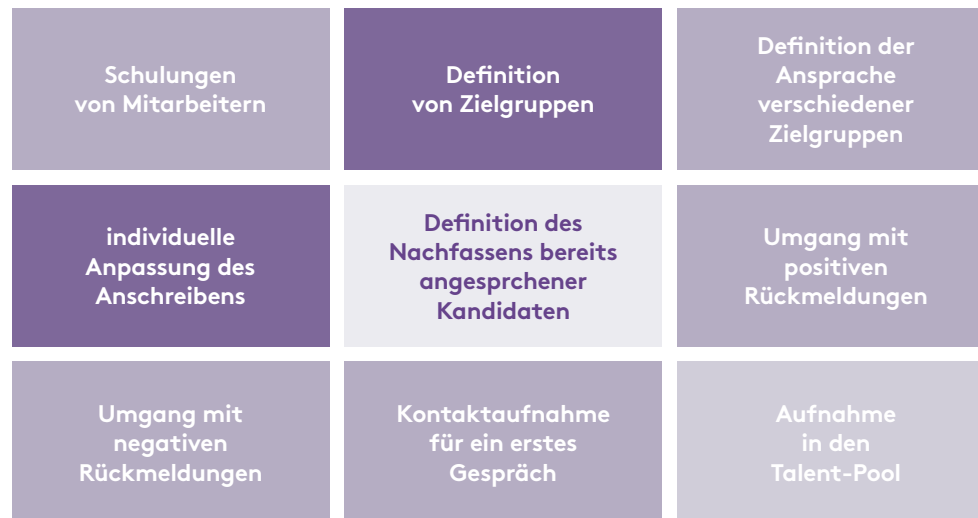 Schulungen
von Mitarbeitern
Definition
von Zielgruppen
Definition der
Ansprache
verschiedener
Zielgruppen
individuelle
Anpassung des
Anschreibens
Definition des
Nachfassens bereits
angesprchener
Kandidaten
Umgang mit
positiven
Rückmeldungen
Umgang mit
negativen
Rückmeldungen
Kontaktaufnahme
für ein erstes
Gespräch
Aufnahme
in den
Talent-Pool